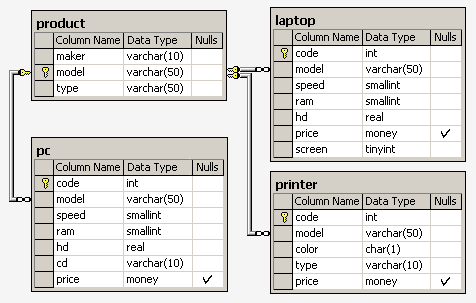 product
Column Name Data Type Nulls
maker varchar(10)
model varchar(50)
type varchar(50)
laptop
Column Name Data Type Nulls
code int
model varchar(50)
speed smallint
ram smallint
hd real
price money
screen tinyint
pc
Column Name Data Type Nulls
code int
model varchar(50)
speed smallint
ram smallint
hd real
cd varchar(10)
price money
printer
Column Name Data Type Nulls
code int
model varchar(50)
color char(1)
type varchar(10)
price money